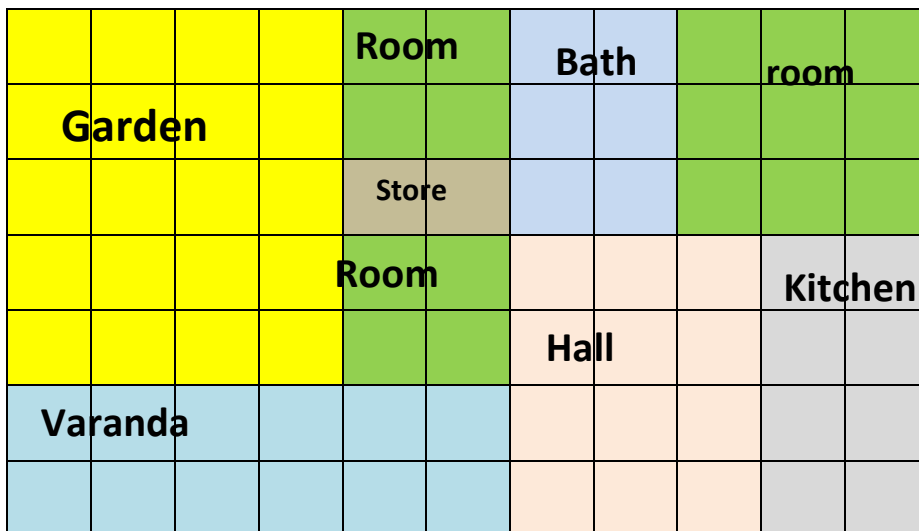 Room
Bath
room
Garden
Store
Room
Kitchen
Hall
Varanda